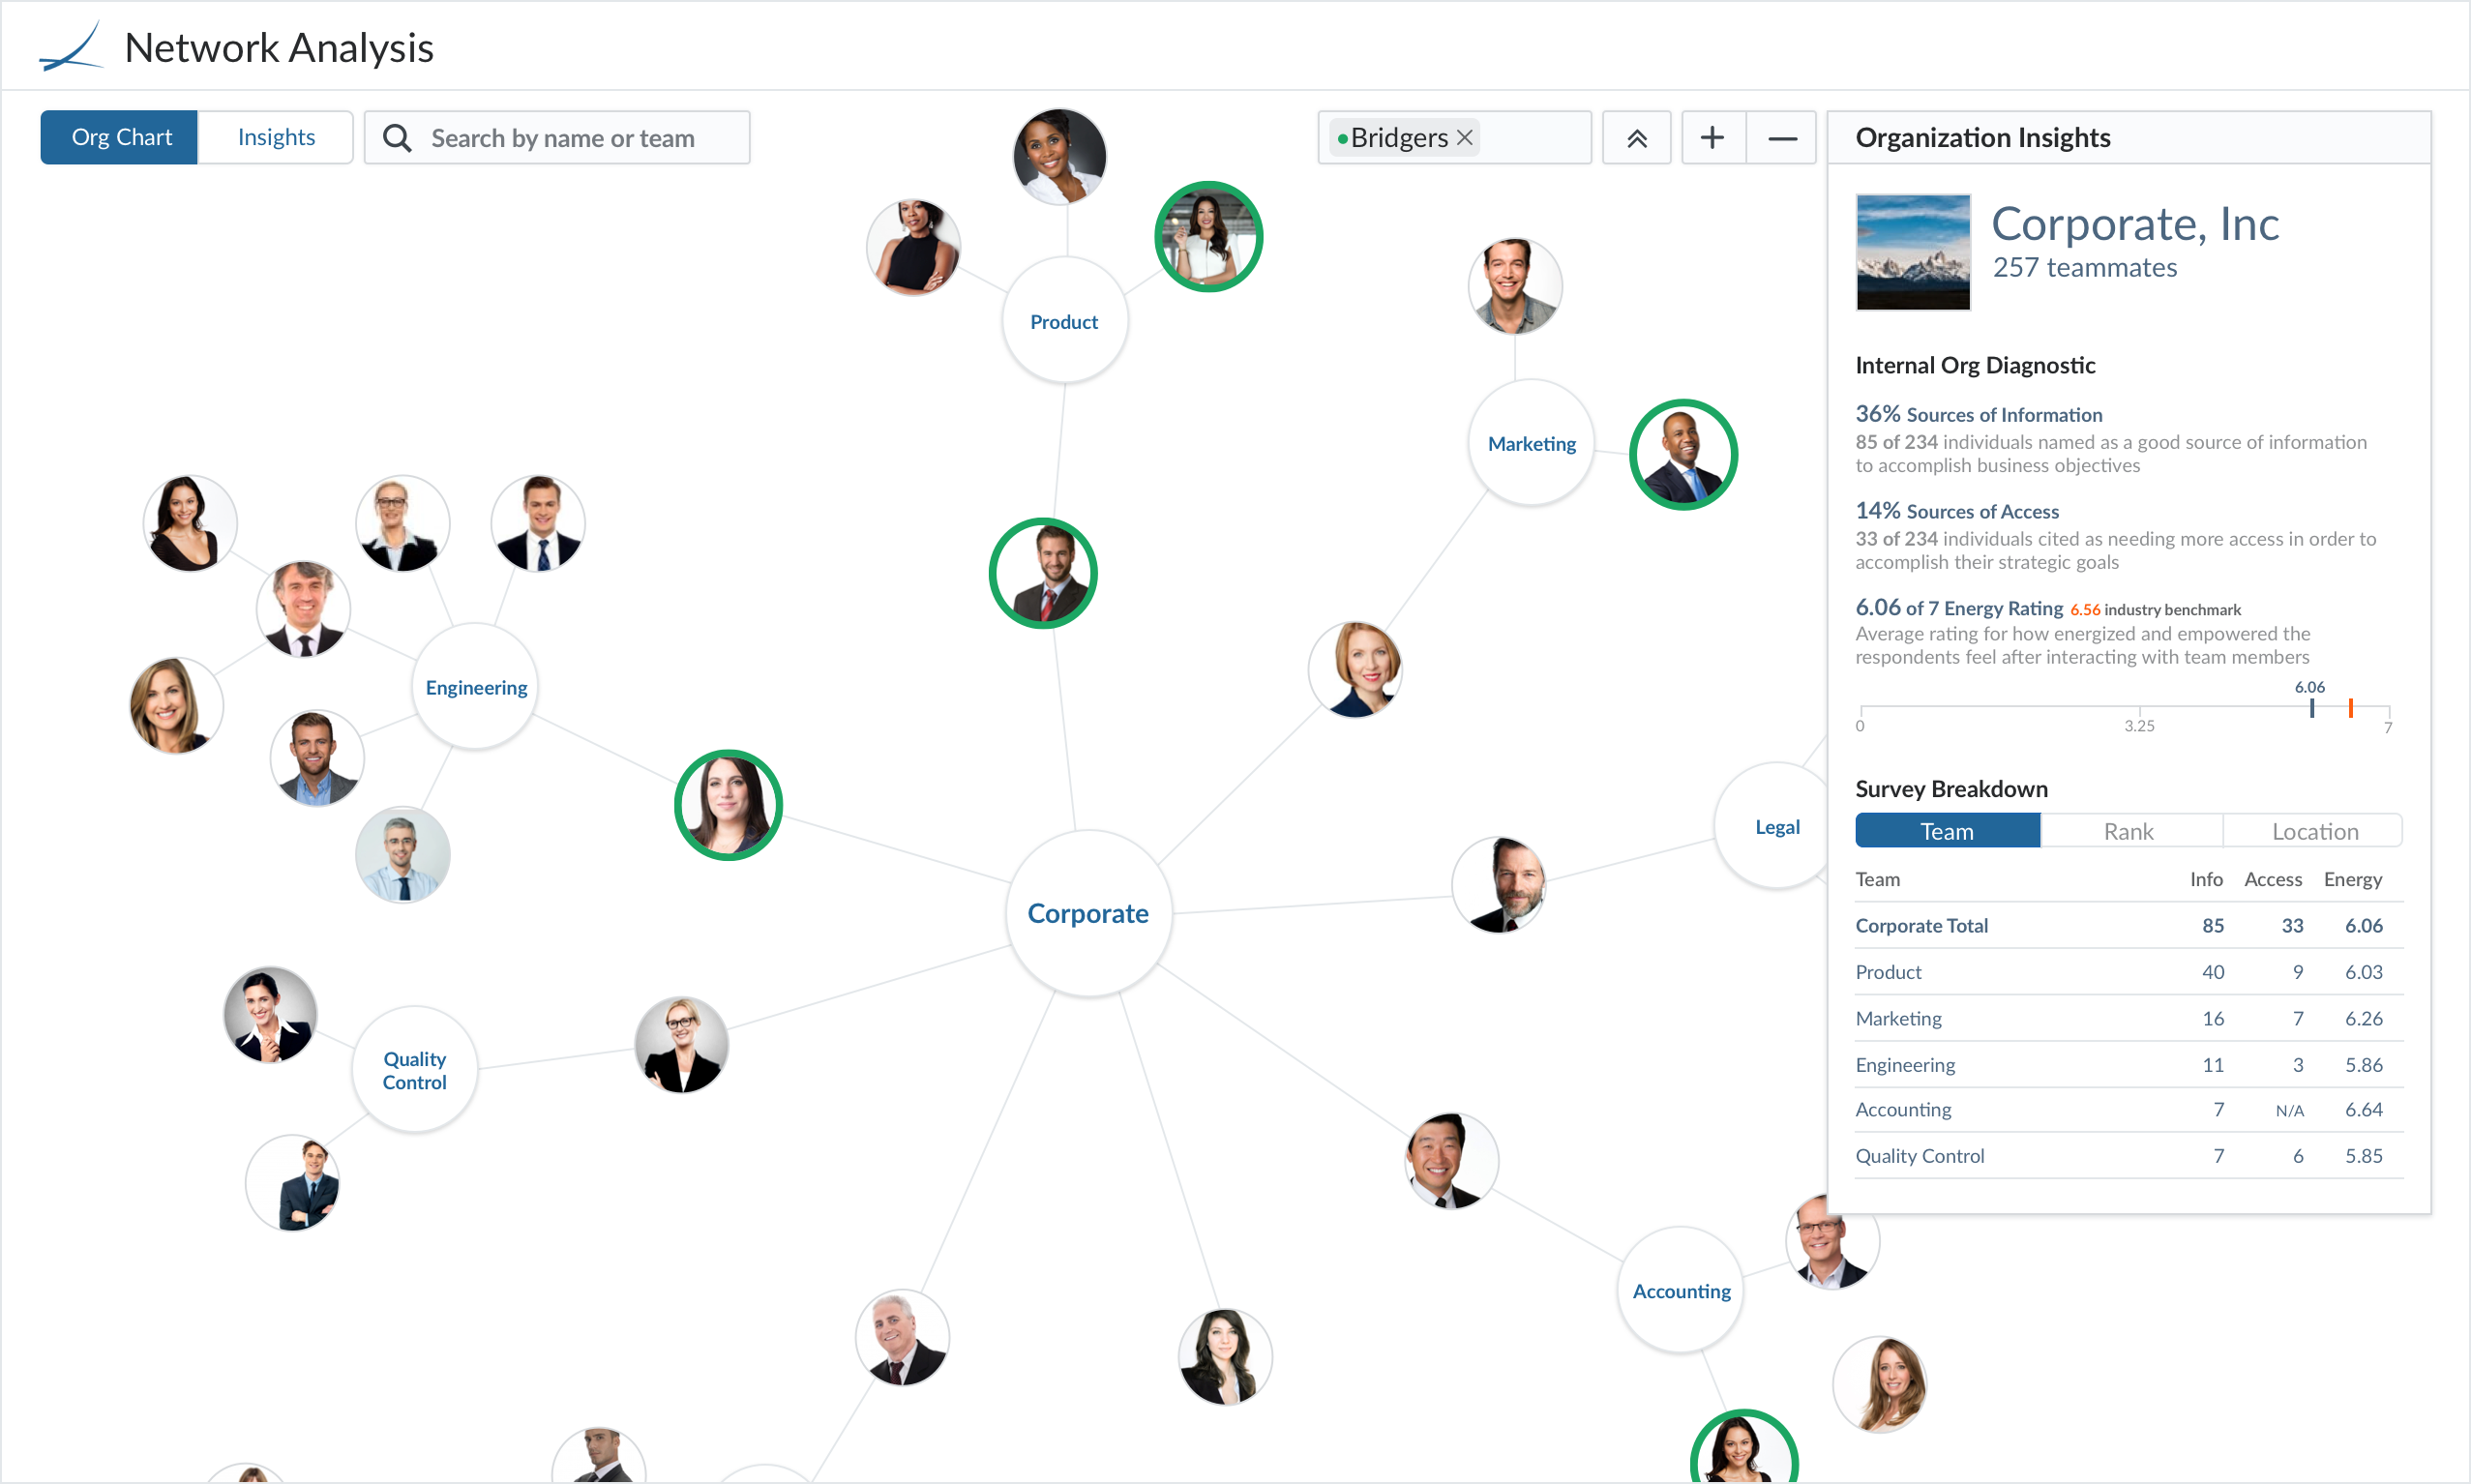 Network Analysis
Org Chart
Insights
Search by name or team
Bridgers
Organization Insights
Corporate, Inc
257 teammates
Internal Org Diagnostic
36% Sources of Information
85 of 234 individuals named as a good source of information
to accomplish business objectives
14% Sources of Access
33 of 234 individuals cited as needing more access in order to
accomplish their strategic goals
6.06 of 7 Energy Rating 6.56 industry benchmark
Average rating for how energized and empowered the
respondents feel after interacting with team members
6.06
0 3.25 7
Survey Breakdown
Team Rank Location
Team Info Access Energy
Corporate Total 85 33 6.06
Product 40 9 6.03
Marketing 16 7 6.26
Engineering 11 3 5.86
Accounting 7 N/A 6.64
Quality Control 7 6 5.85
Product
Marketing
Engineering
Legal
Corporate
Quality
Control
Accounting